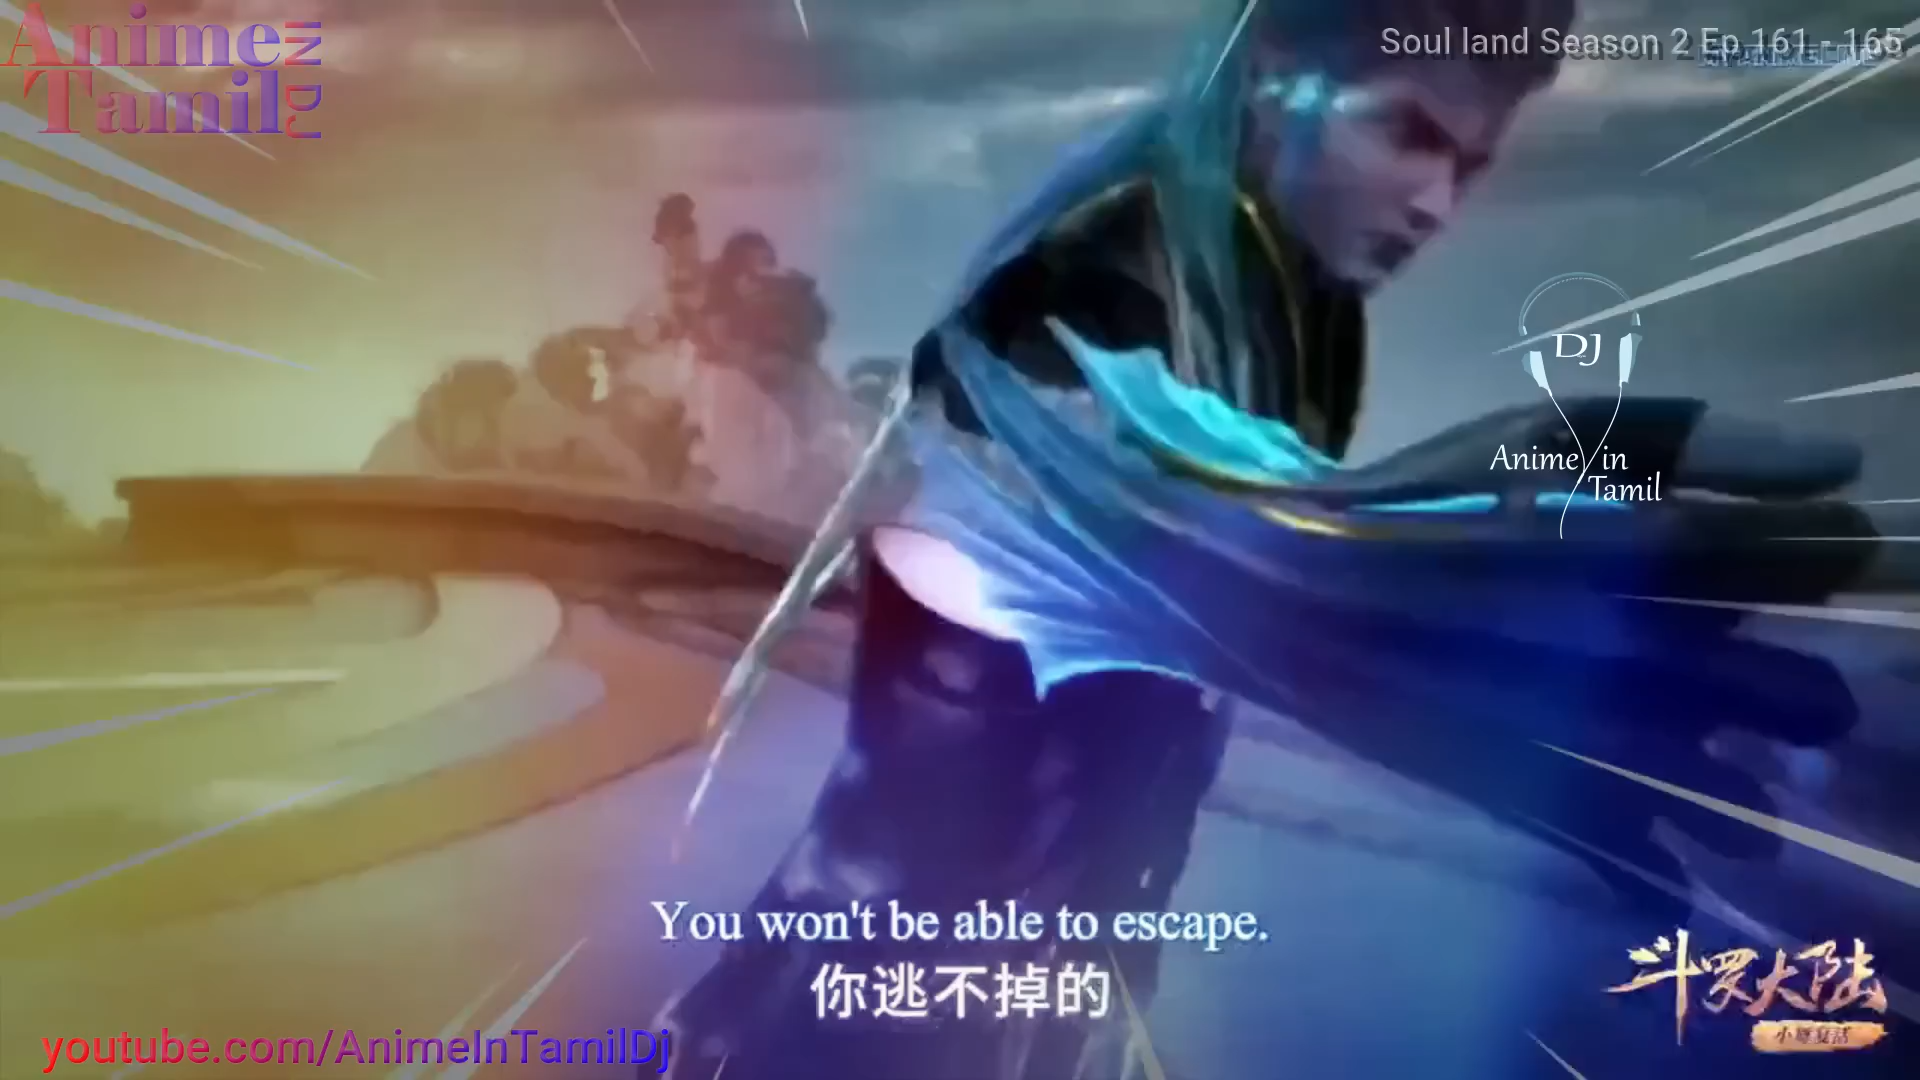 Anime
IN DJ
Tamil
Soul land Season 2 Ep 161 - 165
DJ
Anime in
Tamil
You won't be able to escape.
你逃不掉的
斗罗大陆
youtube.com/AnimeInTamilDj